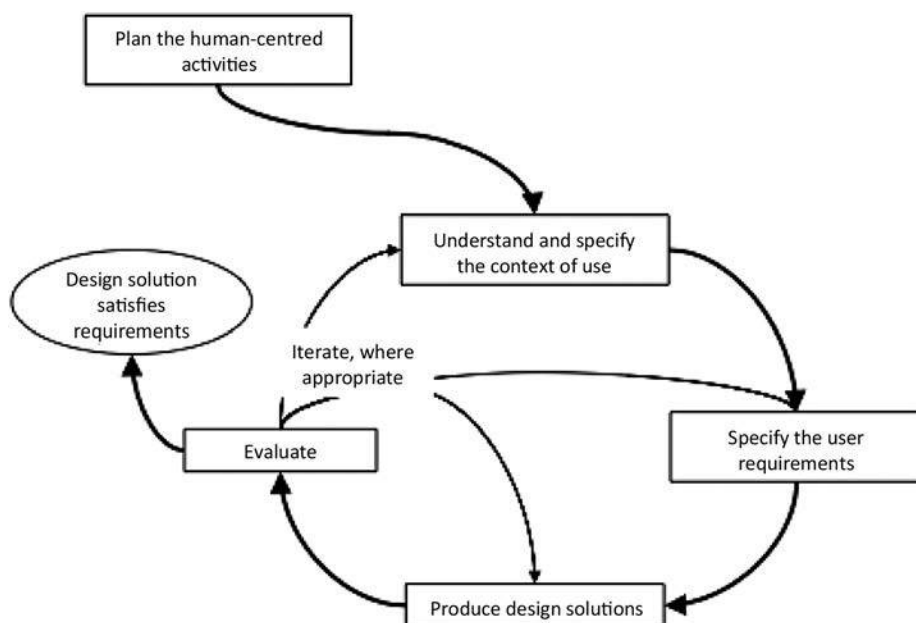 Plan the human-centred
activities
Understand and specify
the context of use
Design solution
satisfies
requirements
Iterate, where
appropriate
Evaluate
Specify the user
requirements
Produce design solutions